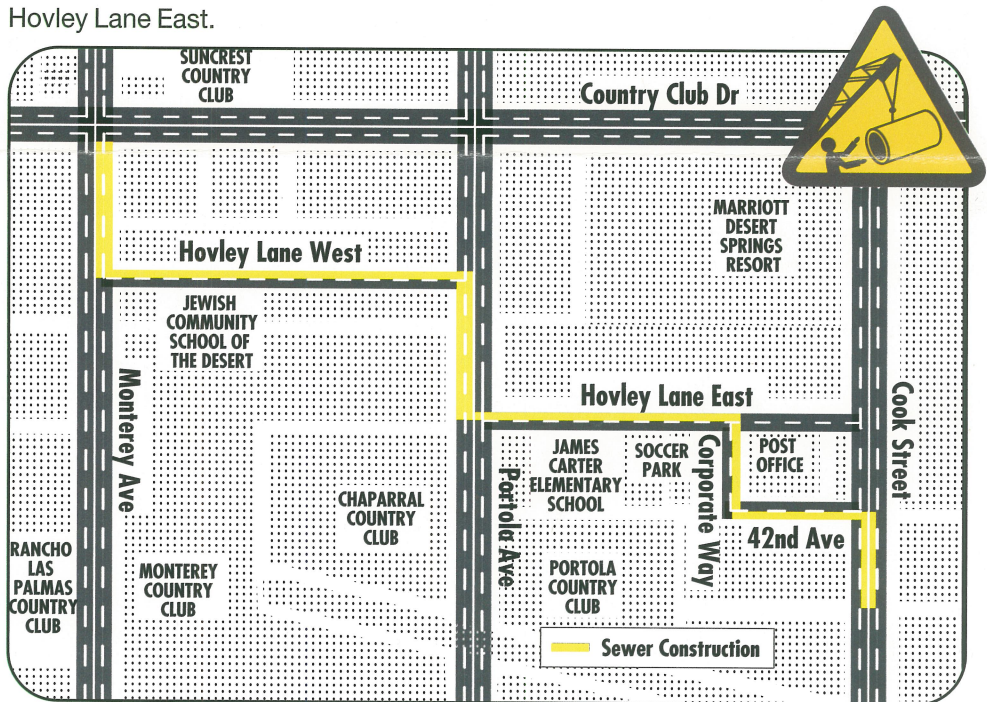 Hovley Lane East.
SUNCREST
COUNTRY
CLUB
Country Club Dr
MARRIOTT
DESERT
SPRINGS
RESORT
Hovley Lane West
JEWISH
COMMUNITY
SCHOOL OF
THE DESERT
Monterey Ave
Hovley Lane East
Cook Street
JAMES
CARTER
ELEMENTARY
SCHOOL
SOCCER
PARK
Corporate Way
POST
OFFICE
Portola Ave
CHAPARRAL
COUNTRY
CLUB
42nd Ave
RANCHO
LAS
PALMAS
COUNTRY
CLUB
MONTEREY
COUNTRY
CLUB
PORTOLA
COUNTRY
CLUB
Sewer Construction